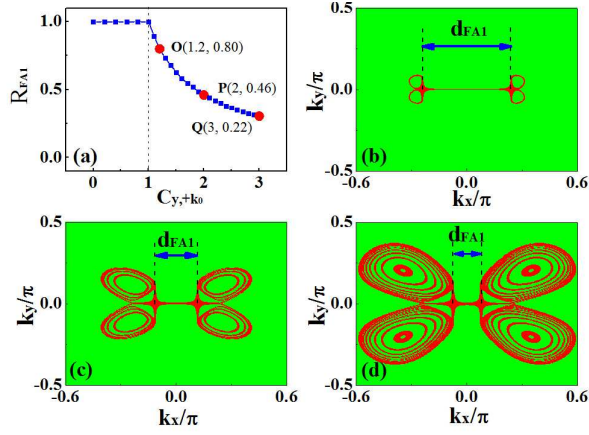 1.0
0.5
0.0
R_FA1
O(1.2, 0.80)
P(2, 0.46)
Q(3, 0.22)
(a)
0 1 2 3
C_y,+k₀
0.5
0.0
-0.5
k_y/π
d_FA1
(b)
-0.6 0.0 0.6
k_x/π
0.5
0.0
-0.5
k_y/π
d_FA1
(c)
-0.6 0.0 0.6
k_x/π
0.5
0.0
-0.5
k_y/π
d_FA1
(d)
-0.6 0.0 0.6
k_x/π